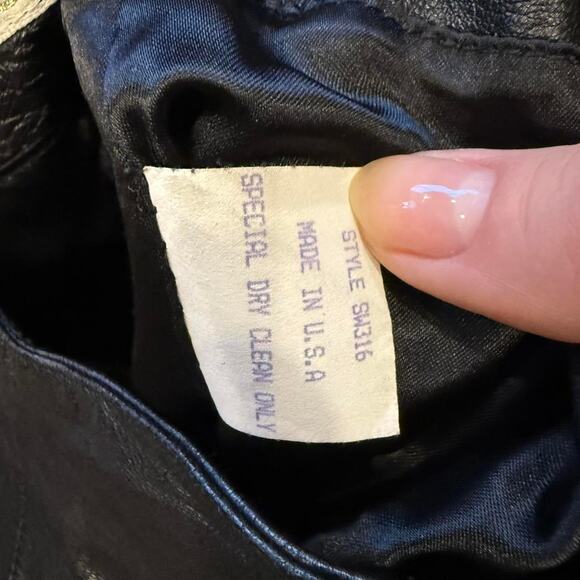 STYLE SW316
MADE IN U.S.A
SPECIAL DRY CLEAN ONLY